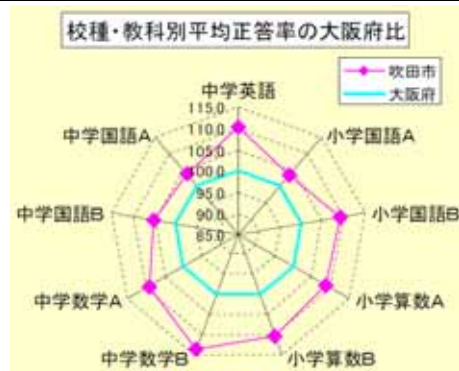 校種・教科別平均正答率の大阪府比
吹田市
大阪府
中学英語
小学国語A
小学国語B
小学算数A
小学算数B
中学数学B
中学数学A
中学国語B
中学国語A
115.0
110.0
105.0
100.0
95.0
90.0
85.0